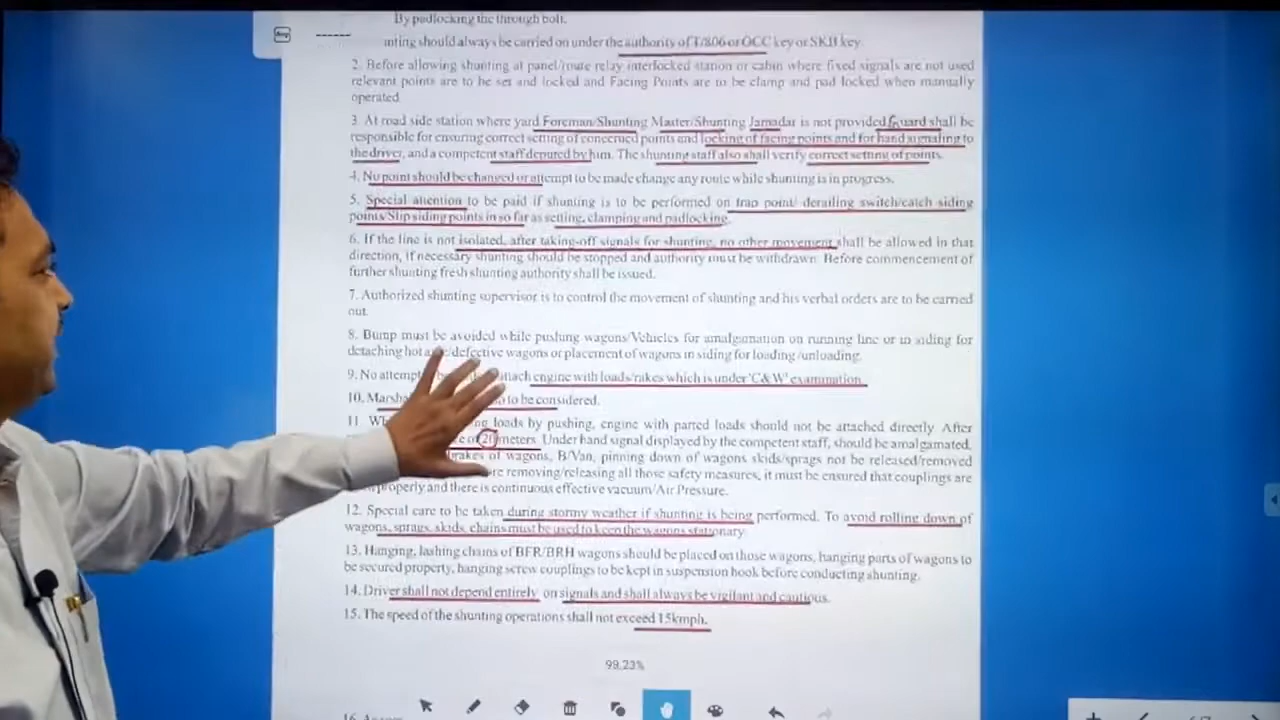 By padlocking the through bolt.
nting should always be carried on under the authority of T/806 or OCC key or SKB key
2. Before allowing shunting at panel/route relay interlocked station or cabin where fixed signals are not used
relevant points are to be set and locked and Facing Points are to be clamp and pad locked when manually
operated
3. At road side station where yard Foreman/Shunting Master/Shunting Jamadar is not provided Guard shall be
responsible for ensuring correct setting of concerned points and locking of facing points and for hand signaling to
the driver, and a competent staff deputed by him. The shunting staff also shall verify correct setting of points.
4. No point should be changed or attempt to be made change any route while shunting is in progress.
5. Special attention to be paid if shunting is to be performed on trap point/ derailing switch/catch siding
points/Slip siding points in so far as setting, clamping and padlocking.
6. If the line is not isolated, after taking-off signals for shunting, no other movement shall be allowed in that
direction, if necessary shunting should be stopped and authority must be withdrawn. Before commencement of
further shunting fresh shunting authority shall be issued.
7. Authorized shunting supervisor is to control the movement of shunting and his verbal orders are to be carried
out.
8. Bump must be avoided while pushing wagons/Vehicles for amalgamation on running line or in siding for
detaching hot /defective wagons or placement of wagons in siding for loading/unloading.
9. No attempt engine with loads/rakes which is under 'C&W' examination.
10. Marsha to be considered.
11. loads by pushing, engine with parted loads should not be attached directly. After
of 20 meters. Under hand signal displayed by the competent staff, should be amalgamated.
brakes of wagons, B/Van, pinning down of wagons skids/sprags not be released/removed
removing/releasing all those safety measures, it must be ensured that couplings are
properly and there is continuous effective vacuum/Air Pressure.
12. Special care to be taken during stormy weather if shunting is being performed. To avoid rolling down of
wagons, sprags, skids, chains must be used to keep the wagons stationary.
13. Hanging, lashing chains of BFR/BRH wagons should be placed on those wagons, hanging parts of wagons to
be secured property, hanging screw couplings to be kept in suspension hook before conducting shunting.
14. Driver shall not depend entirely on signals and shall always be vigilant and cautious.
15. The speed of the shunting operations shall not exceed 15kmph.
99.23%